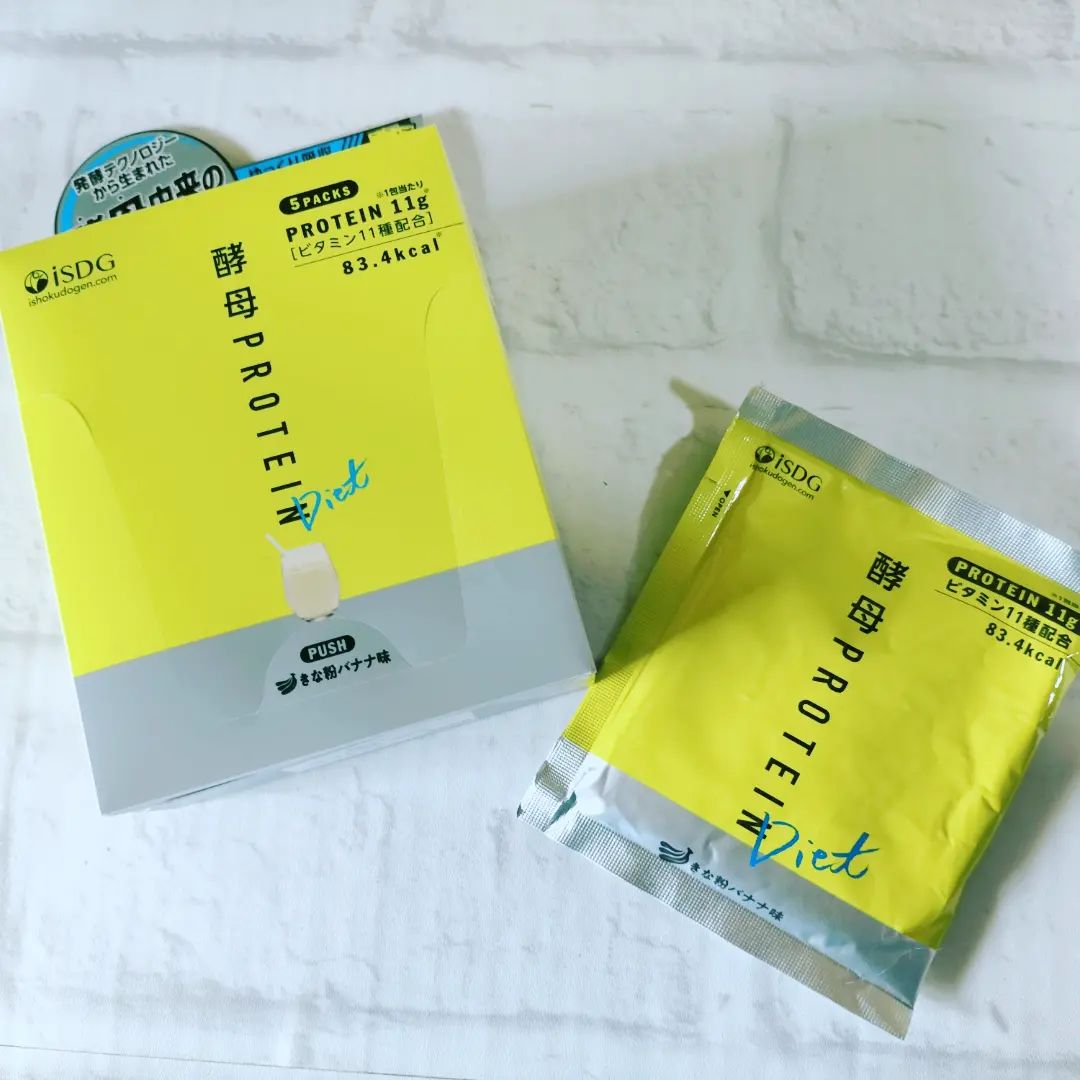 発酵テクノロジー
から生まれた
由来の
iSDG
ishokudogen.com
5PACKS
※1包当たり
PROTEIN 11g※
[ビタミン11種配合]
83.4kcal※
酵母PROTEIN
Diet
PUSH
きな粉バナナ味
iSDG
ishokudogen.com
▼OPEN
PROTEIN 11g
ビタミン11種配合
83.4kcal
酵母PROTEIN
Diet
きな粉バナナ味